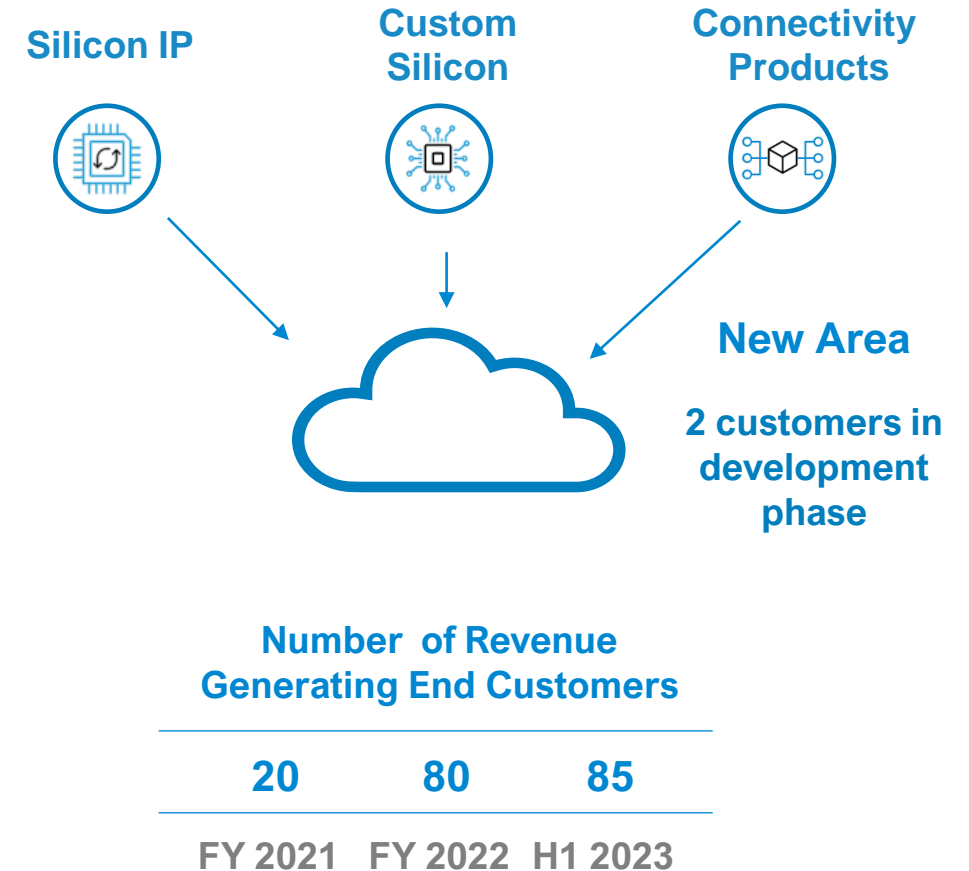 Silicon IP
Custom
Silicon
Connectivity
Products
New Area
2 customers in
development
phase
Number of Revenue
Generating End Customers
20 80 85
FY 2021 FY 2022 H1 2023